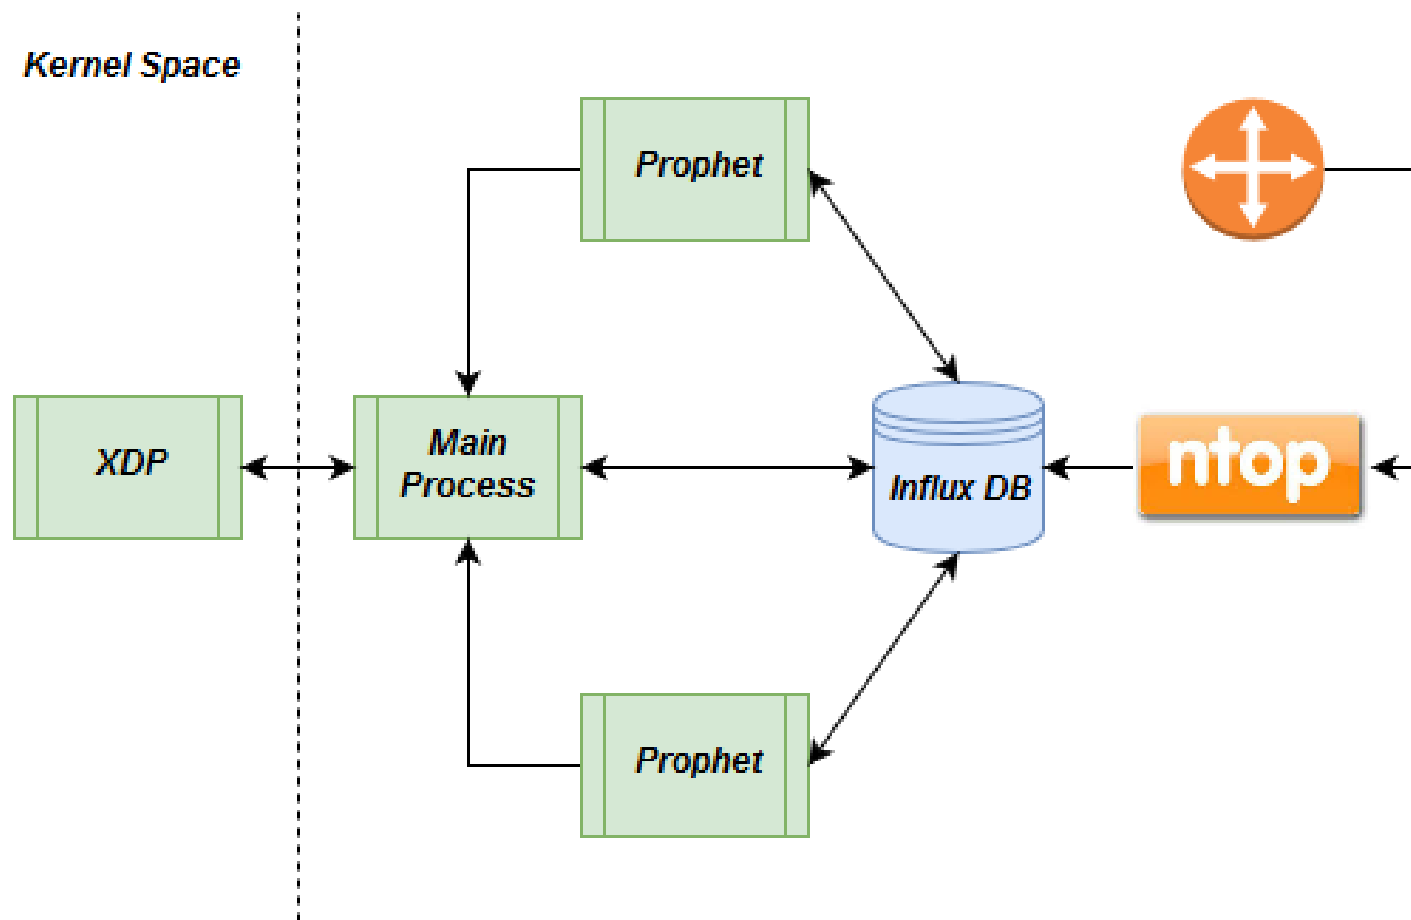 Kernel Space
Prophet
XDP
Main
Process
Influx DB
ntop
Prophet